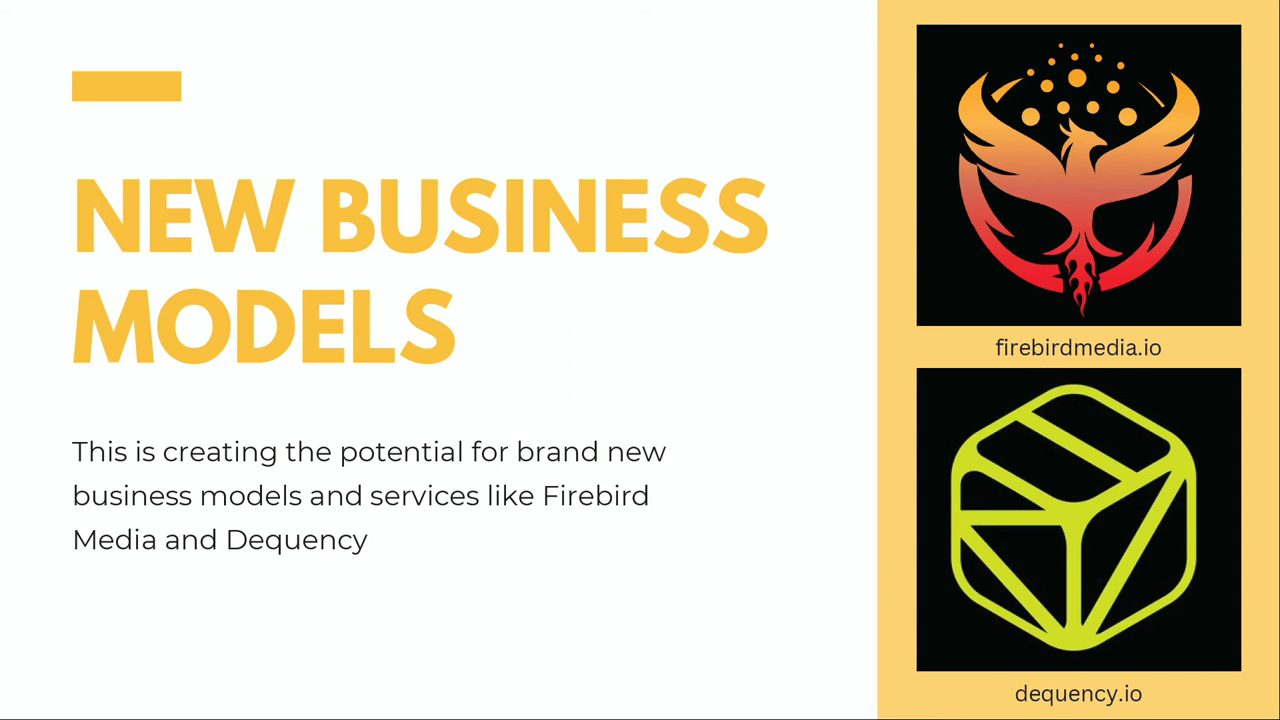 NEW BUSINESS
MODELS
This is creating the potential for brand new
business models and services like Firebird
Media and Dequency
firebirdmedia.io
dequency.io